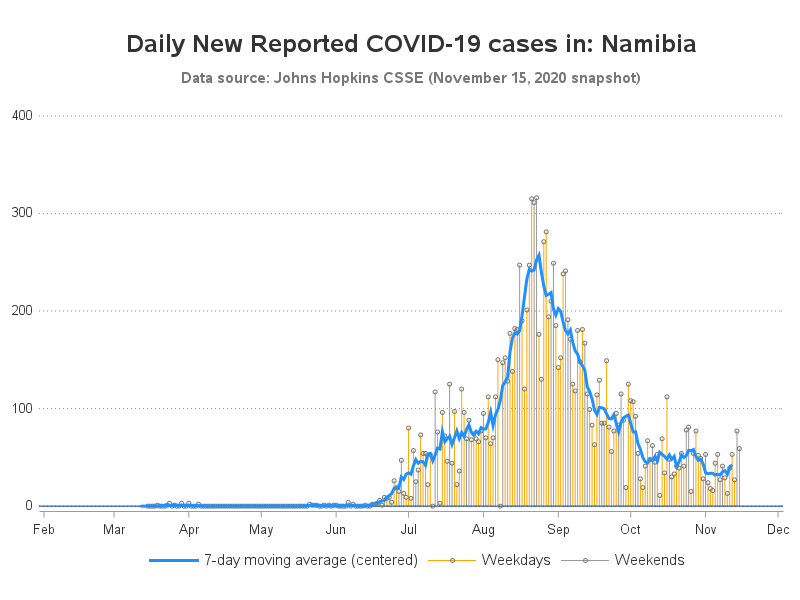 Daily New Reported COVID-19 cases in: Namibia
Data source: Johns Hopkins CSSE (November 15, 2020 snapshot)
400
300
200
100
0
Feb Mar Apr May Jun Jul Aug Sep Oct Nov Dec
7-day moving average (centered) Weekdays Weekends